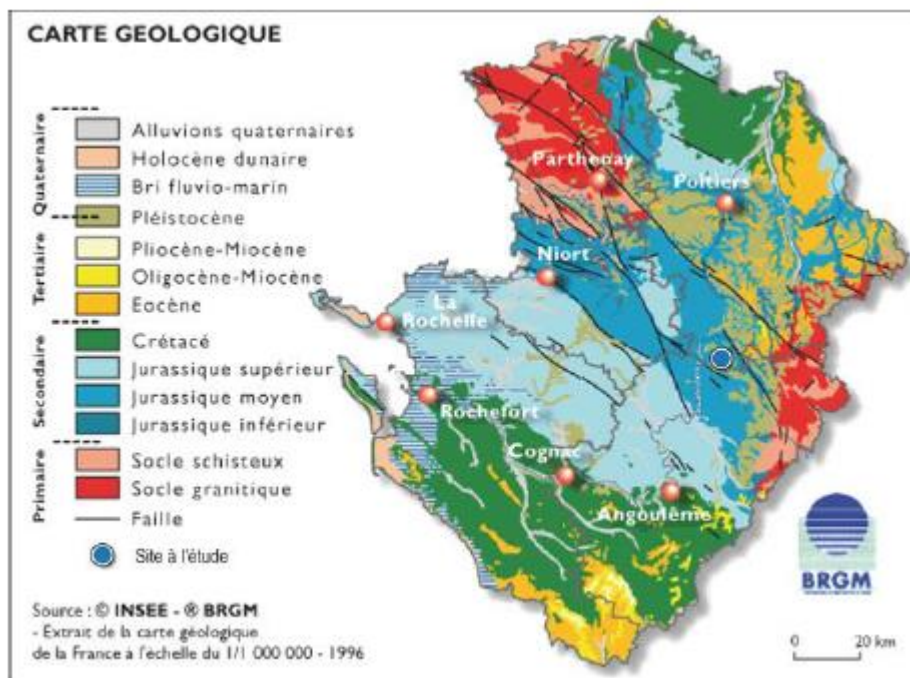 CARTE GEOLOGIQUE
Quaternaire
Alluvions quaternaires
Holocène dunaire
Bri fluvio-marin
Pléistocène
Tertiaire
Pliocène-Miocène
Oligocène-Miocène
Eocène
Secondaire
Crétacé
Jurassique supérieur
Jurassique moyen
Jurassique inférieur
Primaire
Socle schisteux
Socle granitique
Faille
Site à l'étude
Source : © INSEE - ® BRGM
- Extrait de la carte géologique
de la France à l'échelle du 1/1 000 000 - 1996
Parthenay
Poitiers
Niort
La
Rochelle
Rochefort
Cognac
Angoulême
BRGM
0 20 km